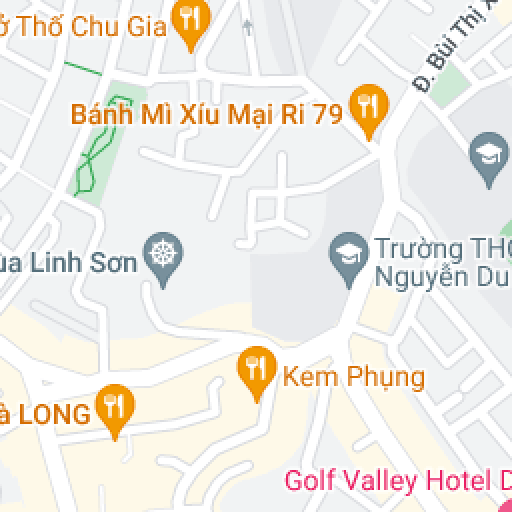 ở Thố Chu Gia
Đ. Bùi Thị X
Bánh Mì Xíu Mại Ri 79
Trường THC
Nguyễn Du
ùa Linh Sơn
Kem Phụng
à LONG
Golf Valley Hotel D